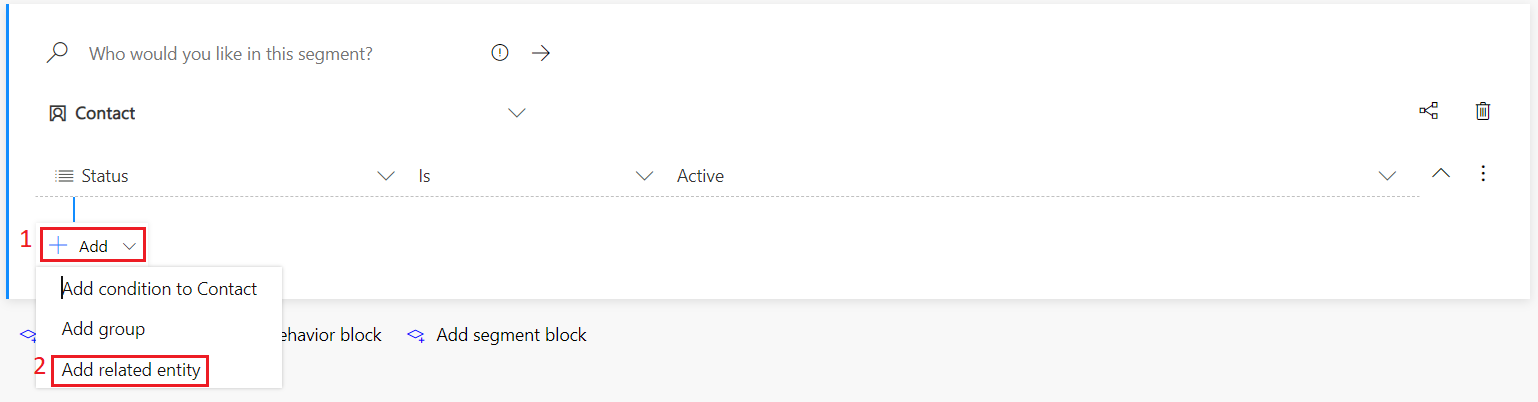 Who would you like in this segment?
Contact
Status Is Active
1 Add
Add condition to Contact
Add group
ehavior block Add segment block
2 Add related entity